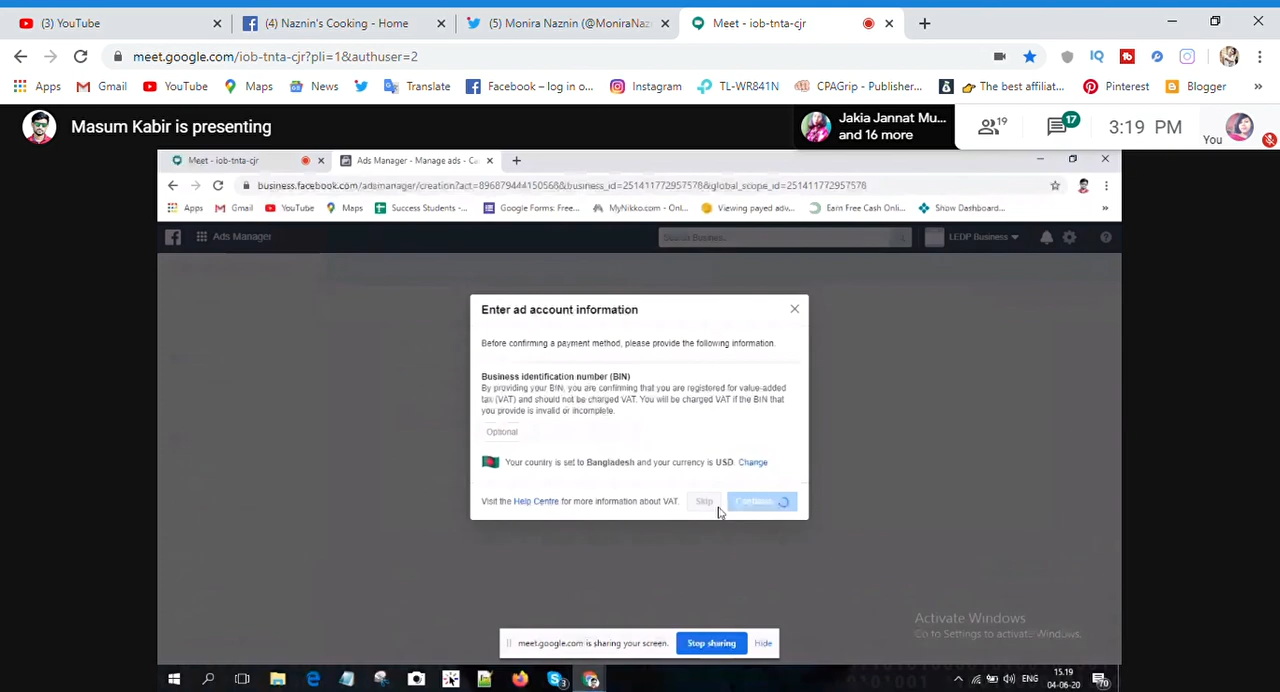 (3) YouTube
(4) Naznin's Cooking - Home
(5) Monira Naznin (@MoniraNaz
Meet - iob-tnta-cjr
meet.google.com/iob-tnta-cjr?pli=1&authuser=2
Apps Gmail YouTube Maps News Translate Facebook – log in o... Instagram TL-WR841N CPAGrip - Publisher... The best affiliat... Pinterest Blogger »
Masum Kabir is presenting
Jakia Jannat Mu...
and 16 more
19
17
3:19 PM
You
Meet - iob-tnta-cjr
Ads Manager - Manage ads - Ca
business.facebook.com/adsmanager/creation?act=896879444150568&business_id=251411772957578&global_scope_id=251411772957578
Apps Gmail YouTube Maps Success Students -... Google Forms: Free... MyNikko.com - Onl... Viewing payed adv... Earn Free Cash Onli... Show Dashboard... »
Ads Manager
Search Business
LEDP Business
Enter ad account information
Before confirming a payment method, please provide the following information.
Business identification number (BIN)
By providing your BIN, you are confirming that you are registered for value-added
tax (VAT) and should not be charged VAT. You will be charged VAT if the BIN that
you provide is invalid or incomplete.
Optional
Your country is set to Bangladesh and your currency is USD. Change
Visit the Help Centre for more information about VAT.
Skip
Continue
Activate Windows
Go to Settings to activate Windows.
meet.google.com is sharing your screen.
Stop sharing
Hide
ENG
15.19
04-06-20
70